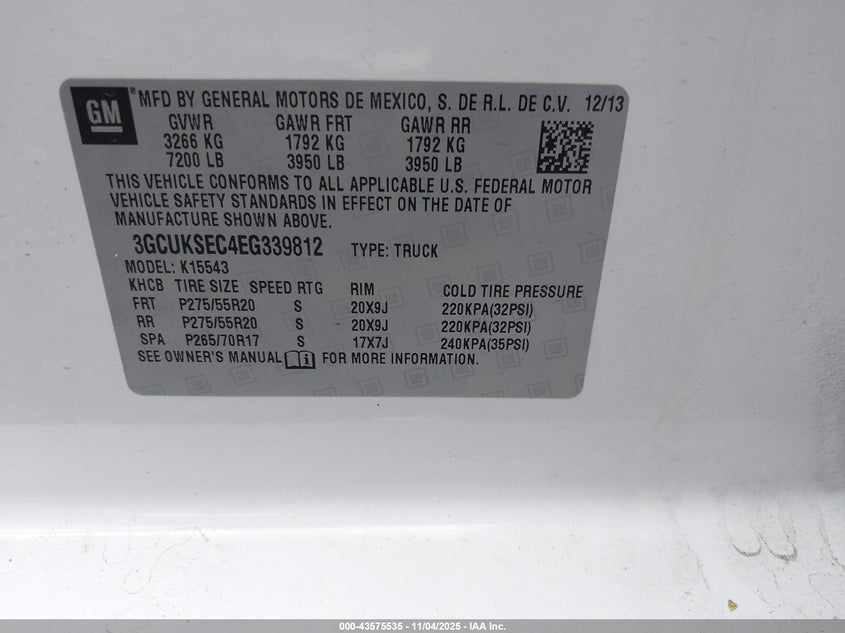 GM ® MFD BY GENERAL MOTORS DE MEXICO, S. DE R.L. DE C.V. 12/13
GVWR GAWR FRT GAWR RR
3266 KG 1792 KG 1792 KG
7200 LB 3950 LB 3950 LB
THIS VEHICLE CONFORMS TO ALL APPLICABLE U.S. FEDERAL MOTOR
VEHICLE SAFETY STANDARDS IN EFFECT ON THE DATE OF
MANUFACTURE SHOWN ABOVE.
3GCUKSEC4EG339812 TYPE: TRUCK
MODEL: K15543
KHCB TIRE SIZE SPEED RTG RIM COLD TIRE PRESSURE
FRT P275/55R20 S 20X9J 220KPA(32PSI)
RR P275/55R20 S 20X9J 220KPA(32PSI)
SPA P265/70R17 S 17X7J 240KPA(35PSI)
SEE OWNER'S MANUAL FOR MORE INFORMATION.
000-43575535 - 11/04/2025 - IAA Inc.